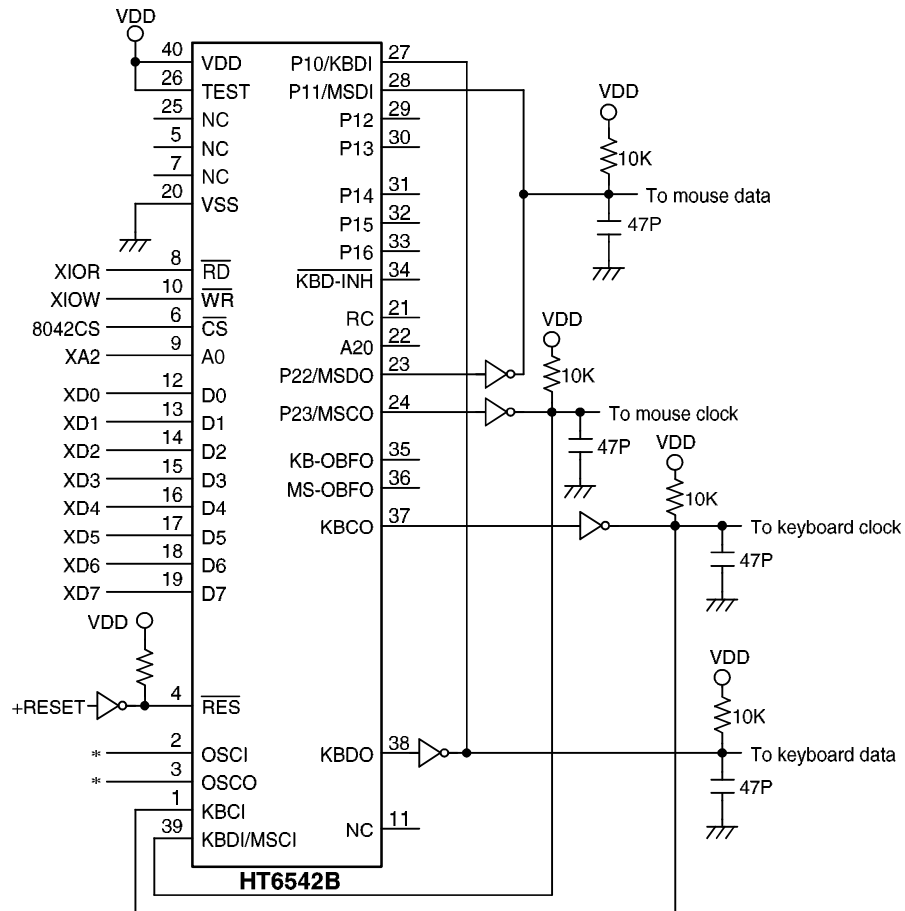 VDD
40 VDD P10/KBDI 27
26 TEST P11/MSDI 28
25 NC P12 29
VDD
5 NC P13 30
10K
7 NC
20 VSS P14 31
To mouse data
P15 32
47P
P16 33
XIOR 8 RD KBD-INH 34
XIOW 10 WR
8042CS 6 CS RC 21
VDD
XA2 9 A0 A20 22
P22/MSDO 23
10K
XD0 12 D0 P23/MSCO 24
To mouse clock
XD1 13 D1
VDD
47P
XD2 14 D2 KB-OBFO 35
XD3 15 D3 MS-OBFO 36
10K
XD4 16 D4
XD5 17 D5 KBCO 37
To keyboard clock
XD6 18 D6
47P
XD7 19 D7
VDD
VDD
+RESET 4 RES
10K
* 2 OSCI KBDO 38
To keyboard data
* 3 OSCO
47P
1 KBCI
39 KBDI/MSCI NC 11
HT6542B